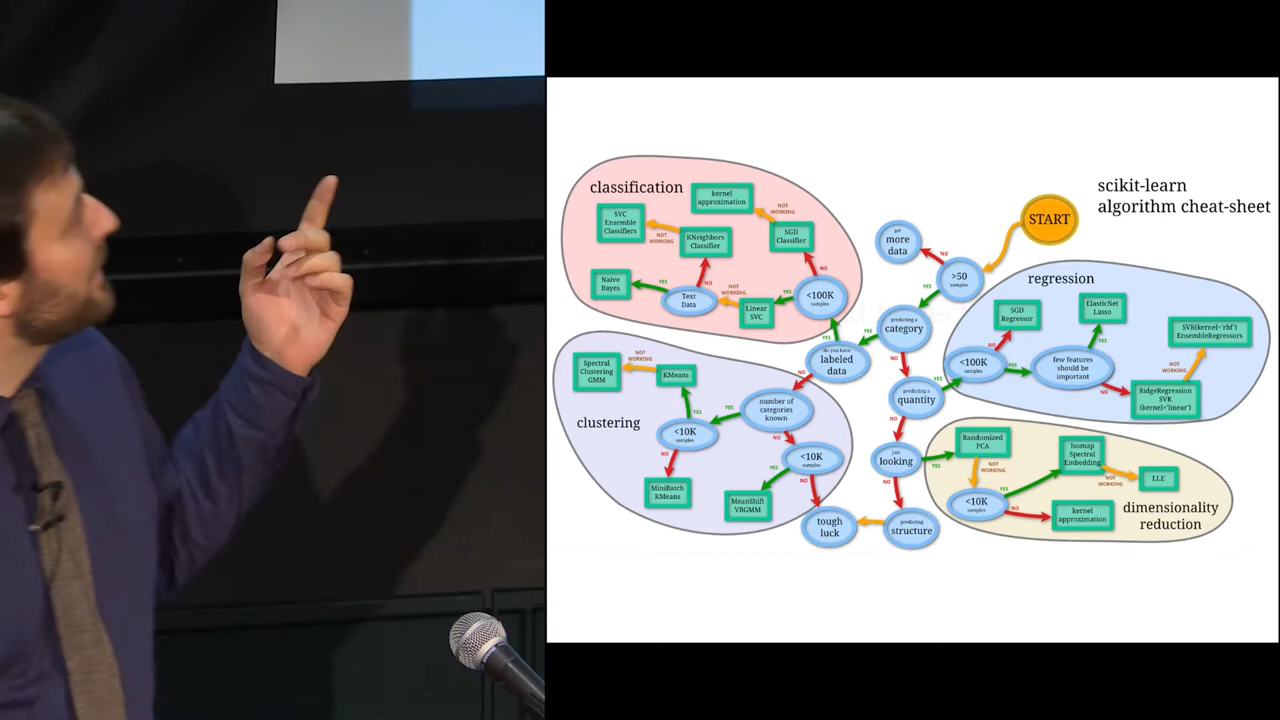 scikit-learn
algorithm cheat-sheet
START
>50
samples
NO
get
more
data
YES
predicting a
category
YES
do you have
labeled
data
YES
NO
NO
predicting a
quantity
YES
NO
just
looking
YES
NO
predicting
structure
tough
luck
classification
<100K
samples
NO
SGD
Classifier
NOT
WORKING
kernel
approximation
YES
Linear
SVC
NOT
WORKING
Text
Data
YES
Naive
Bayes
NO
KNeighbors
Classifier
NOT
WORKING
SVC
Ensemble
Classifiers
clustering
number of
categories
known
YES
<10K
samples
YES
KMeans
NOT
WORKING
Spectral
Clustering
GMM
NO
MiniBatch
KMeans
NO
<10K
samples
YES
MeanShift
VBGMM
NO
regression
<100K
samples
NO
SGD
Regressor
YES
few features
should be
important
YES
ElasticNet
Lasso
NO
RidgeRegression
SVR
(kernel='linear')
NOT
WORKING
SVR(kernel='rbf')
EnsembleRegressors
dimensionality
reduction
Randomized
PCA
NOT
WORKING
<10K
samples
YES
Isomap
Spectral
Embedding
NOT
WORKING
LLE
NO
kernel
approximation